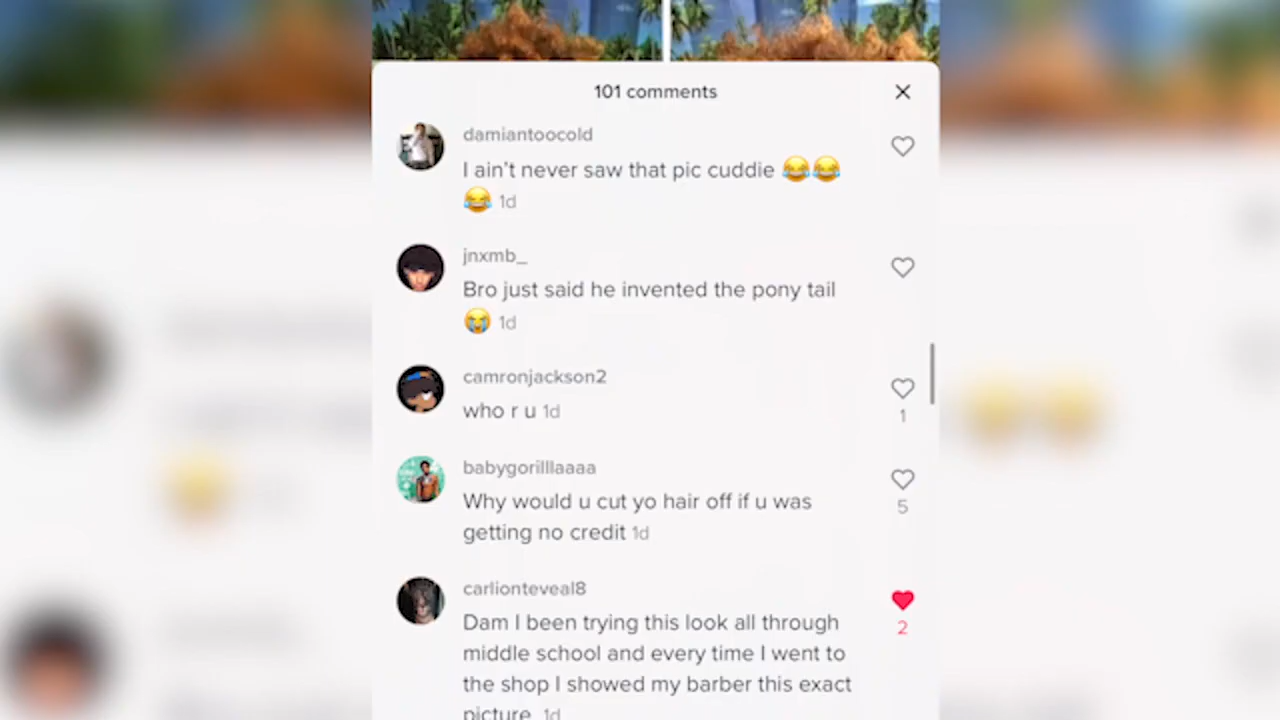 101 comments
damiantoocold
I ain't never saw that pic cuddie 😂😂
😂 1d
jnxmb_
Bro just said he invented the pony tail
😭 1d
camronjackson2
who r u 1d
1
babygorilllaaaa
Why would u cut yo hair off if u was
getting no credit 1d
5
carlionteveal8
Dam I been trying this look all through
middle school and every time I went to
the shop I showed my barber this exact
picture 1d
2